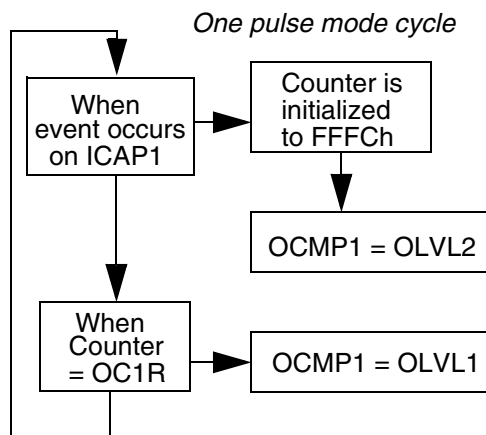 One pulse mode cycle
When
event occurs
on ICAP1
Counter is
initialized
to FFFCh
OCMP1 = OLVL2
When
Counter
= OC1R
OCMP1 = OLVL1